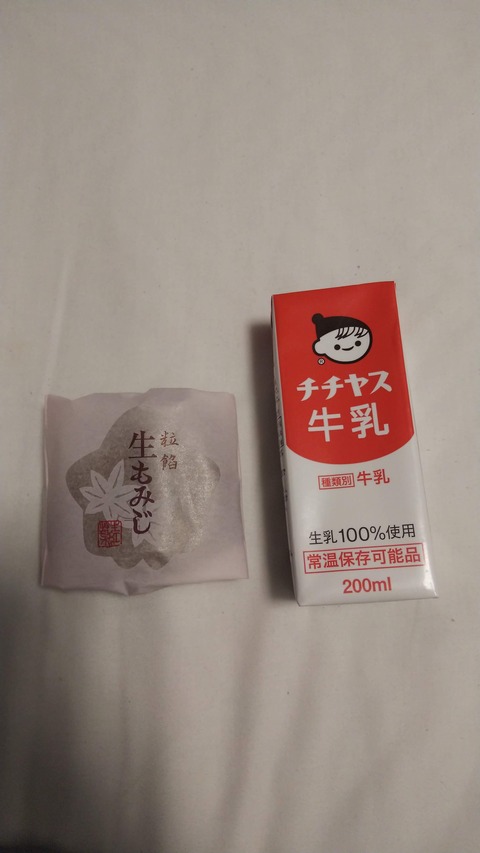 粒餡
生もみじ
チチヤス
牛乳
種類別 牛乳
生乳100%使用
常温保存可能品
200ml